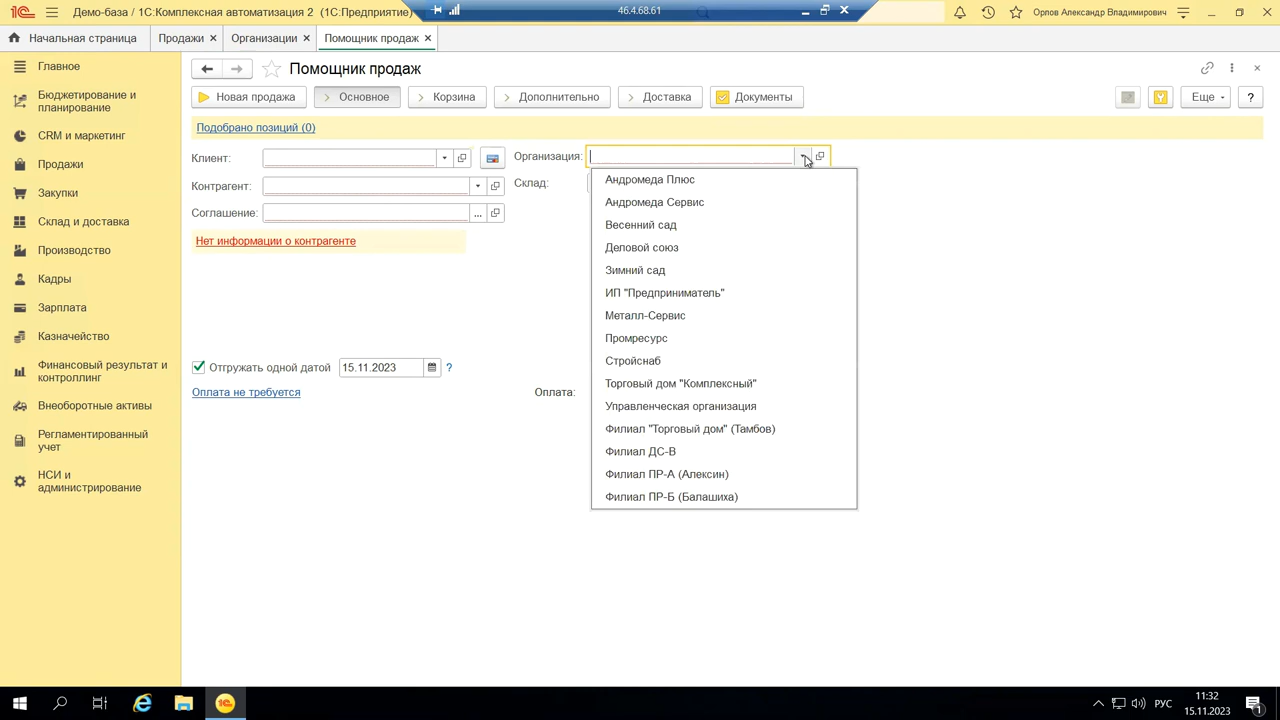 Демо-база / 1С:Комплексная автоматизации 2 (1С:Предприятие)
46.4.68.61
Орлов Александр Владимирович
Начальная страница
Продажи
Организации
Помощник продаж
Главное
Бюджетирование и
планирование
CRM и маркетинг
Продажи
Закупки
Склад и доставка
Производство
Кадры
Зарплата
Казначейство
Финансовый результат и
контроллинг
Внеоборотные активы
Регламентированный
учет
НСИ и
администрирование
Помощник продаж
Новая продажа
Основное
Корзина
Дополнительно
Доставка
Документы
Еще
?
Подобрано позиций (0)
Клиент:
Организация:
Контрагент:
Склад:
Соглашение:
...
Нет информации о контрагенте
Андромеда Плюс
Андромеда Сервис
Весенний сад
Деловой союз
Зимний сад
ИП "Предприниматель"
Металл-Сервис
Промресурс
Стройснаб
Торговый дом "Комплексный"
Управленческая организация
Филиал "Торговый дом" (Тамбов)
Филиал ДС-В
Филиал ПР-А (Алексин)
Филиал ПР-Б (Балашиха)
Отгружать одной датой
15.11.2023
?
Оплата не требуется
Оплата:
РУС
11:32
15.11.2023
1